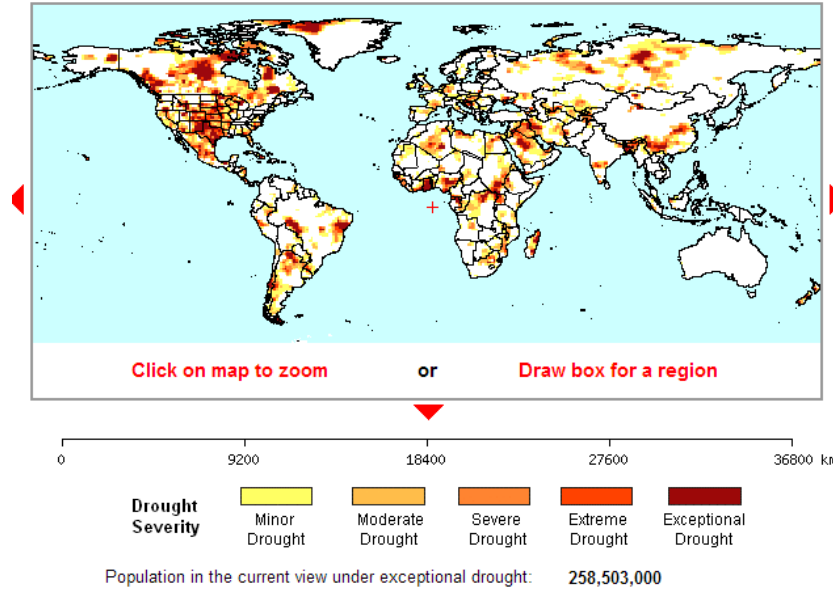 Click on map to zoom or Draw box for a region
0 9200 18400 27600 36800
Drought Severity
Minor Drought
Moderate Drought
Severe Drought
Extreme Drought
Exceptional Drought
Population in the current view under exceptional drought: 258,503,000